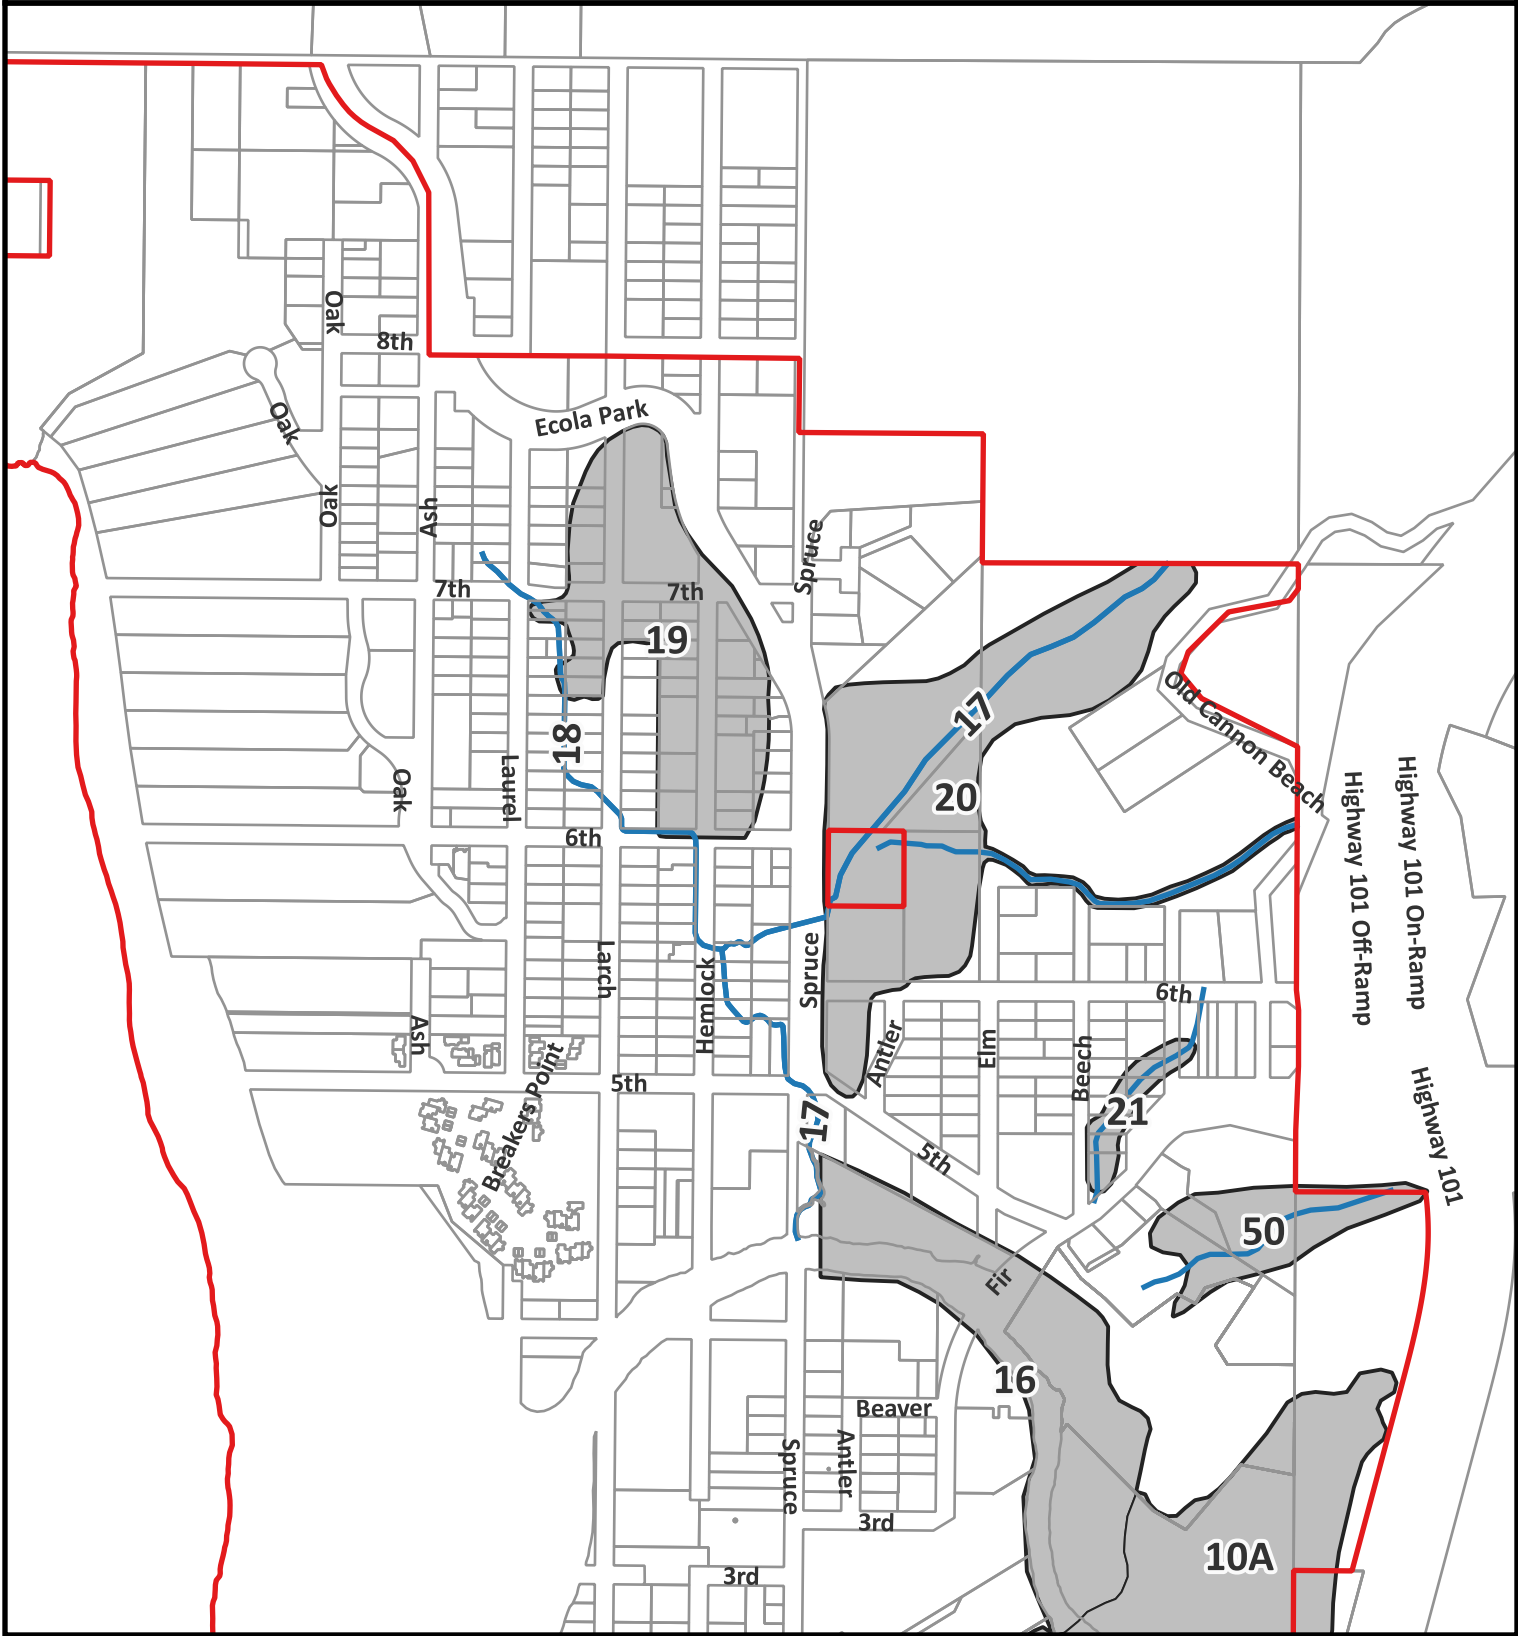 Oak
8th
Oak
Ecola Park
Oak
Ash
Spruce
7th
7th
19
17
Old Cannon Beach
18
Laurel
Oak
20
Highway 101 Off-Ramp
Highway 101 On-Ramp
6th
Larch
Hemlock
Spruce
6th
Ash
Antler
Elm
Beech
Breakers Point
5th
17
21
5th
Highway 101
50
Fir
16
Beaver
Spruce
Antler
3rd
10A
3rd